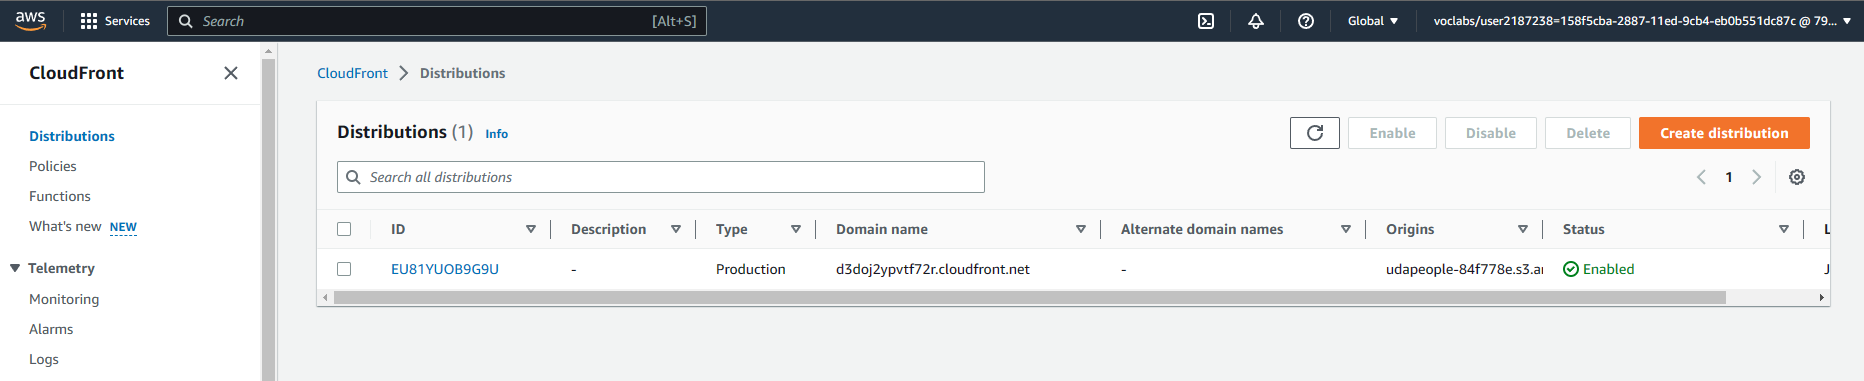 aws Services Search [Alt+S] Global voclabs/user2187238=158f5cba-2887-11ed-9cb4-eb0b551dc87c @ 79...
CloudFront
Distributions
Policies
Functions
What's new NEW
Telemetry
Monitoring
Alarms
Logs
CloudFront Distributions
Distributions (1) Info Enable Disable Delete Create distribution
Search all distributions 1
ID Description Type Domain name Alternate domain names Origins Status
EU81YUOB9G9U - Production d3doj2ypvtf72r.cloudfront.net - udapeople-84f778e.s3.ar Enabled J